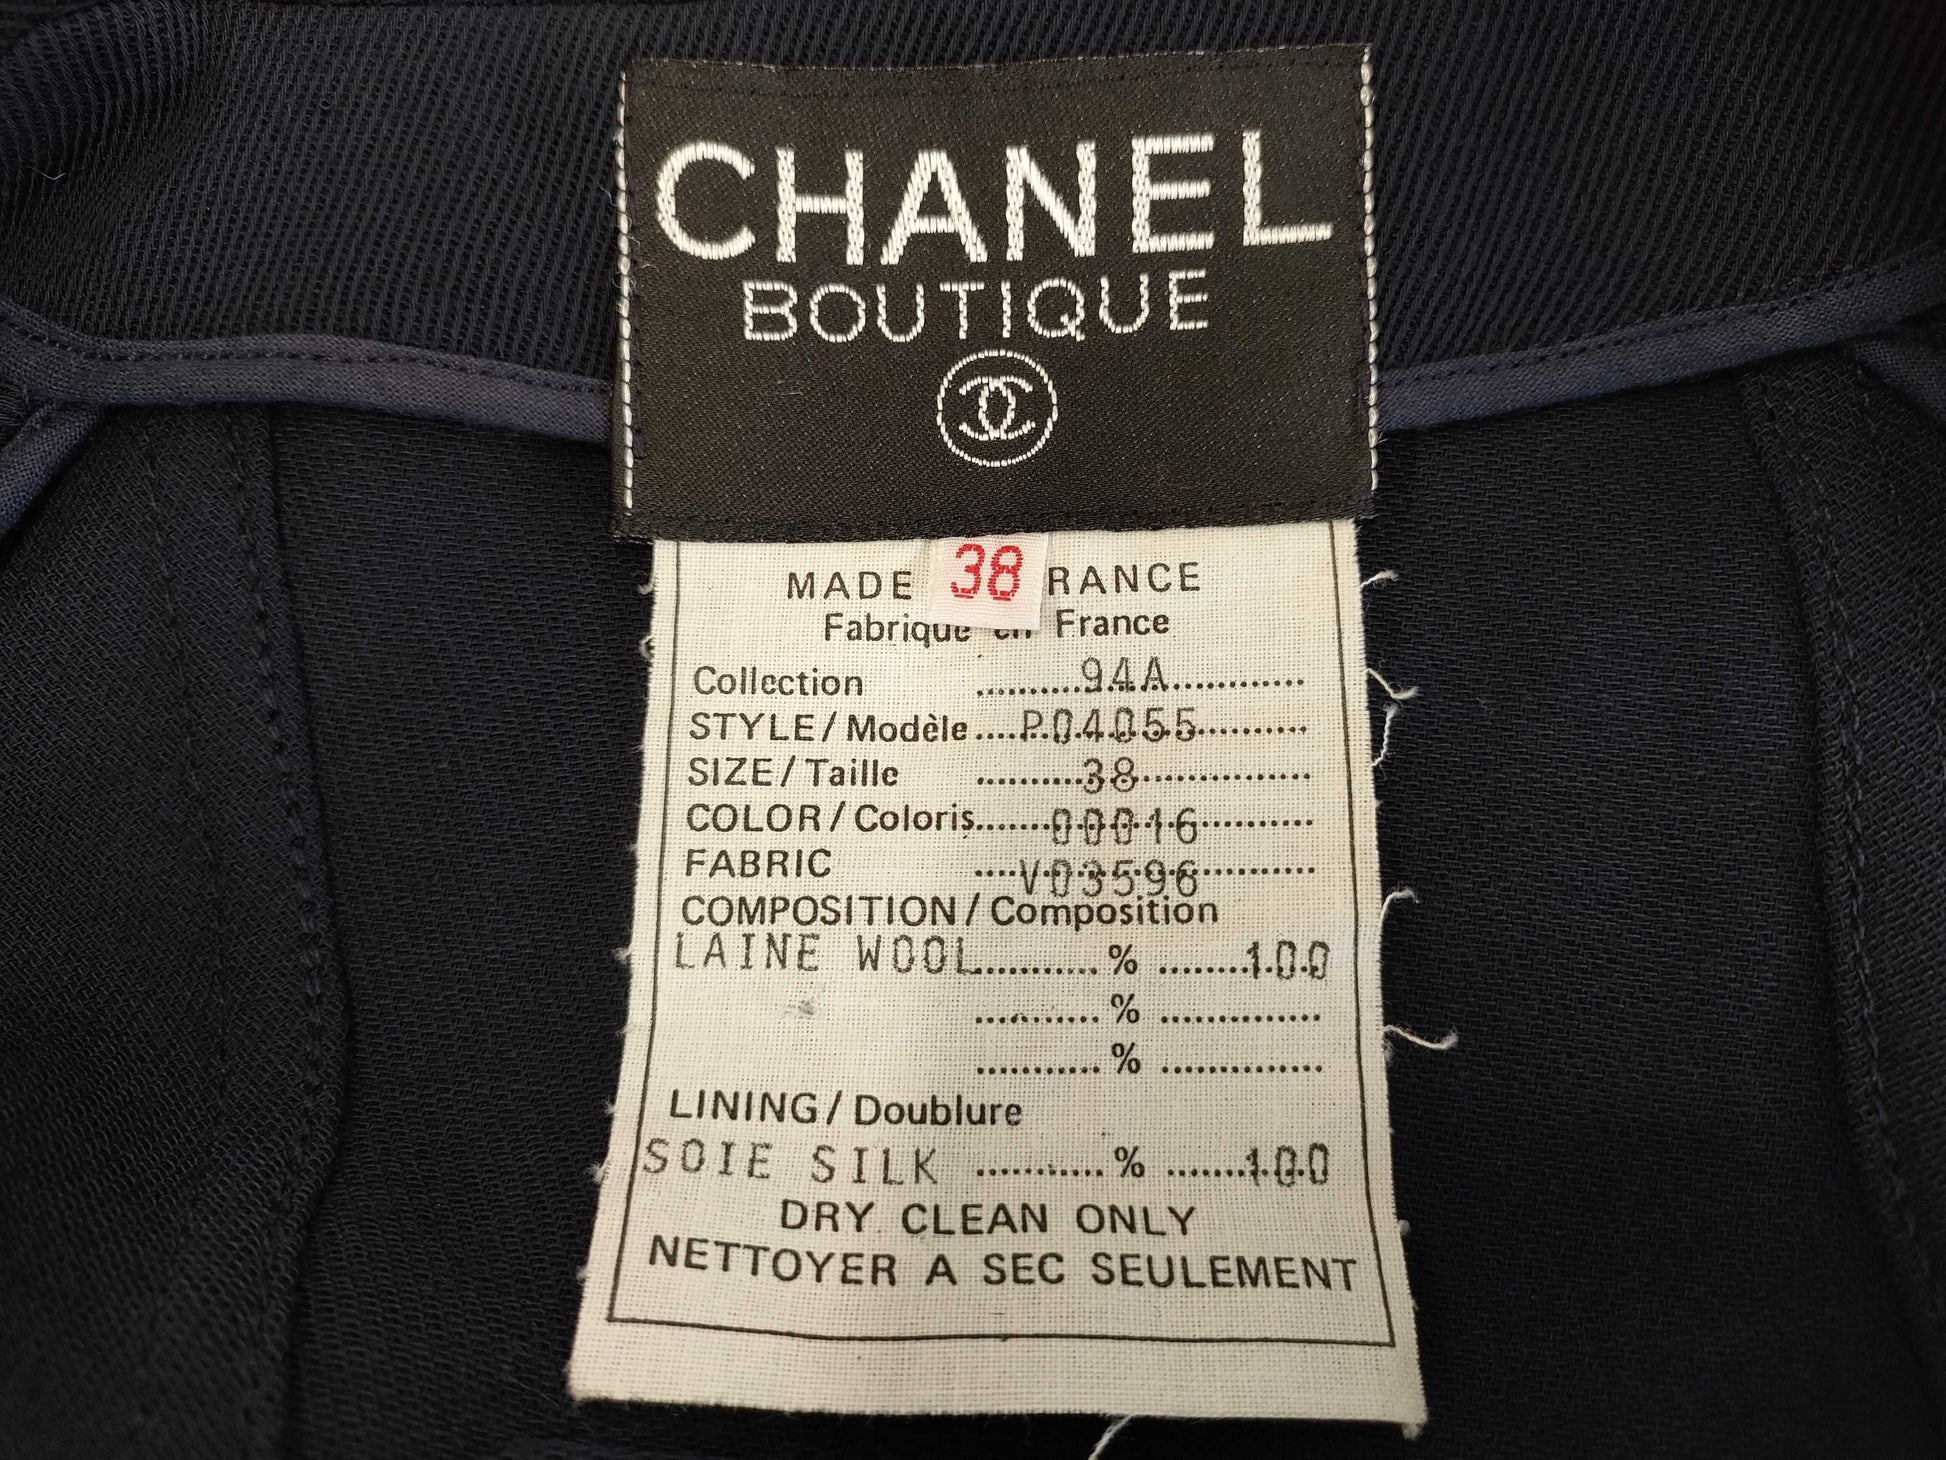 CHANEL
BOUTIQUE
MADE 38 RANCE
Fabrique en France
Collection ..........94A.............
STYLE/Modèle....P04055...........
SIZE/Taille ..........38................
COLOR/Coloris.......00016...........
FABRIC ....V03596...........
COMPOSITION/Composition
LAINE WOOL...........% ........100
...........% ...............
...........% ...............
LINING/Doublure
SOIE SILK ............% .......100
DRY CLEAN ONLY
NETTOYER A SEC SEULEMENT